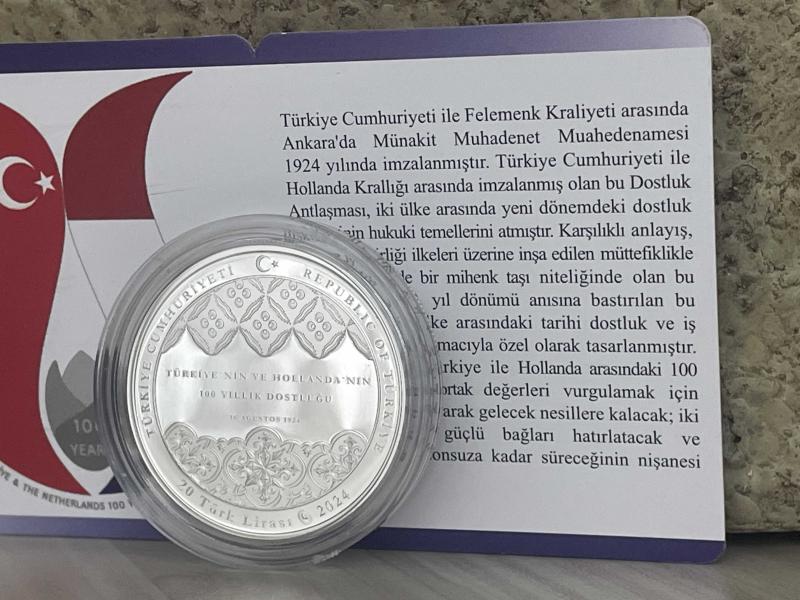 Türkiye Cumhuriyeti ile Felemenk Kraliyeti arasında
Ankara'da Münakit Muhadenet Muahedenamesi
1924 yılında imzalanmıştır. Türkiye Cumhuriyeti ile
Hollanda Krallığı arasında imzalanmış olan bu Dostluk
Antlaşması, iki ülke arasında yeni dönemdeki dostluk
hukuki temellerini atmıştır. Karşılıklı anlayış,
ilkeleri üzerine inşa edilen müttefiklikle
bir mihenk taşı niteliğinde olan bu
yıl dönümü anısına bastırılan bu
arasındaki tarihi dostluk ve iş
özel olarak tasarlanmıştır.
ile Hollanda arasındaki 100
değerleri vurgulamak için
gelecek nesillere kalacak; iki
güçlü bağları hatırlatacak ve
kadar süreceğinin nişanesi
TÜRKİYE CUMHURİYETİ
REPUBLIC OF TÜRKİYE
TÜRKİYE'NİN VE HOLLANDA'NIN
100 YILLIK DOSTLUĞU
16 AĞUSTOS 1924
20 Türk Lirası 2024
& THE NETHERLANDS 100